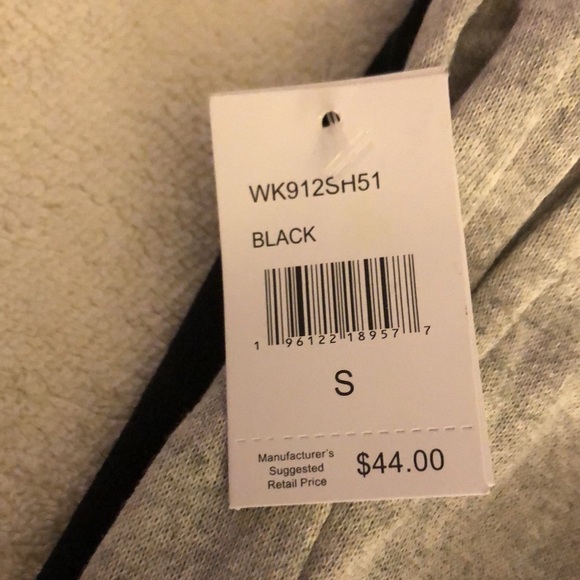 WK912SH51
BLACK
1 96122 18957 7
S
Manufacturer's
Suggested
Retail Price
$44.00